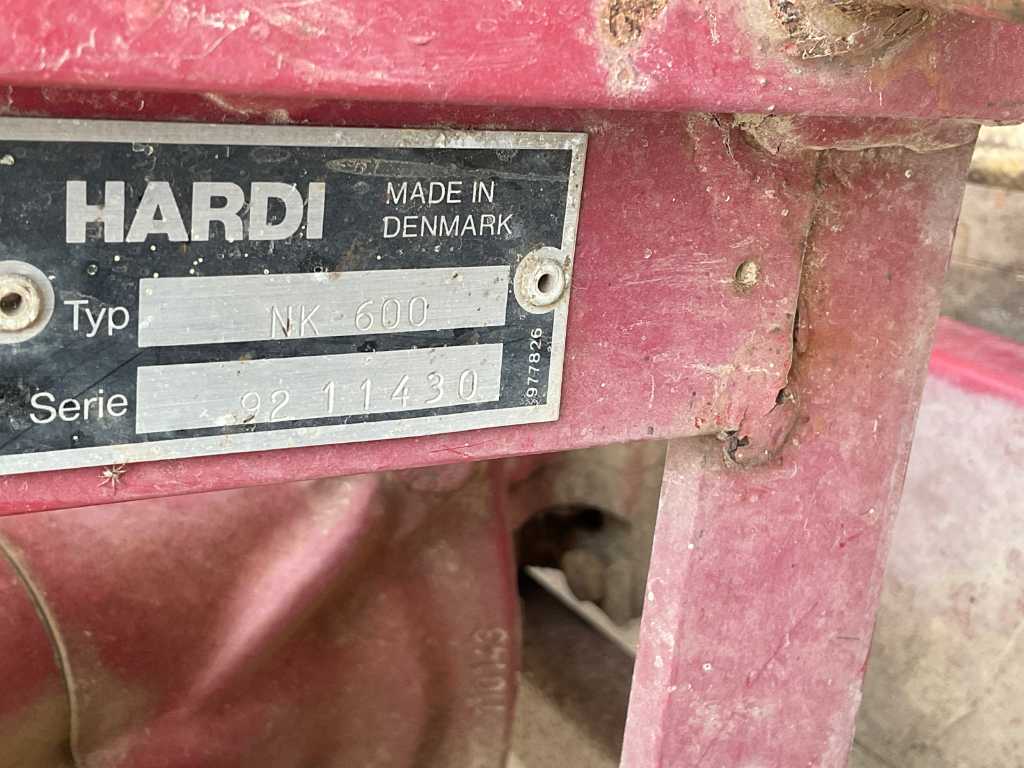 HARDI
MADE IN
DENMARK
Typ NK 600
Serie 92 11430
977826